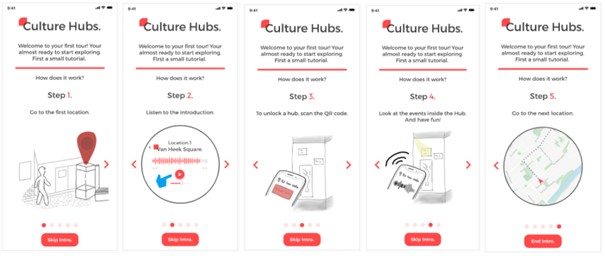 9:41
Culture Hubs.
Welcome to your first tour! Your
almost ready to start exploring.
First a small tutorial.
How does it work?
Step 1.
Go to the first location.
Skip Intro.
9:41
Culture Hubs.
Welcome to your first tour! Your
almost ready to start exploring.
First a small tutorial.
How does it work?
Step 2.
Listen to the introduction.
Location 1
Van Heek Square
Skip Intro.
9:41
Culture Hubs.
Welcome to your first tour! Your
almost ready to start exploring.
First a small tutorial.
How does it work?
Step 3.
To unlock a hub, scan the QR code.
Skip Intro.
9:41
Culture Hubs.
Welcome to your first tour! Your
almost ready to start exploring.
First a small tutorial.
How does it work?
Step 4.
Look at the events inside the Hub.
And have fun!
Skip Intro.
9:41
Culture Hubs.
Welcome to your first tour! Your
almost ready to start exploring.
First a small tutorial.
How does it work?
Step 5.
Go to the next location.
End Intro.